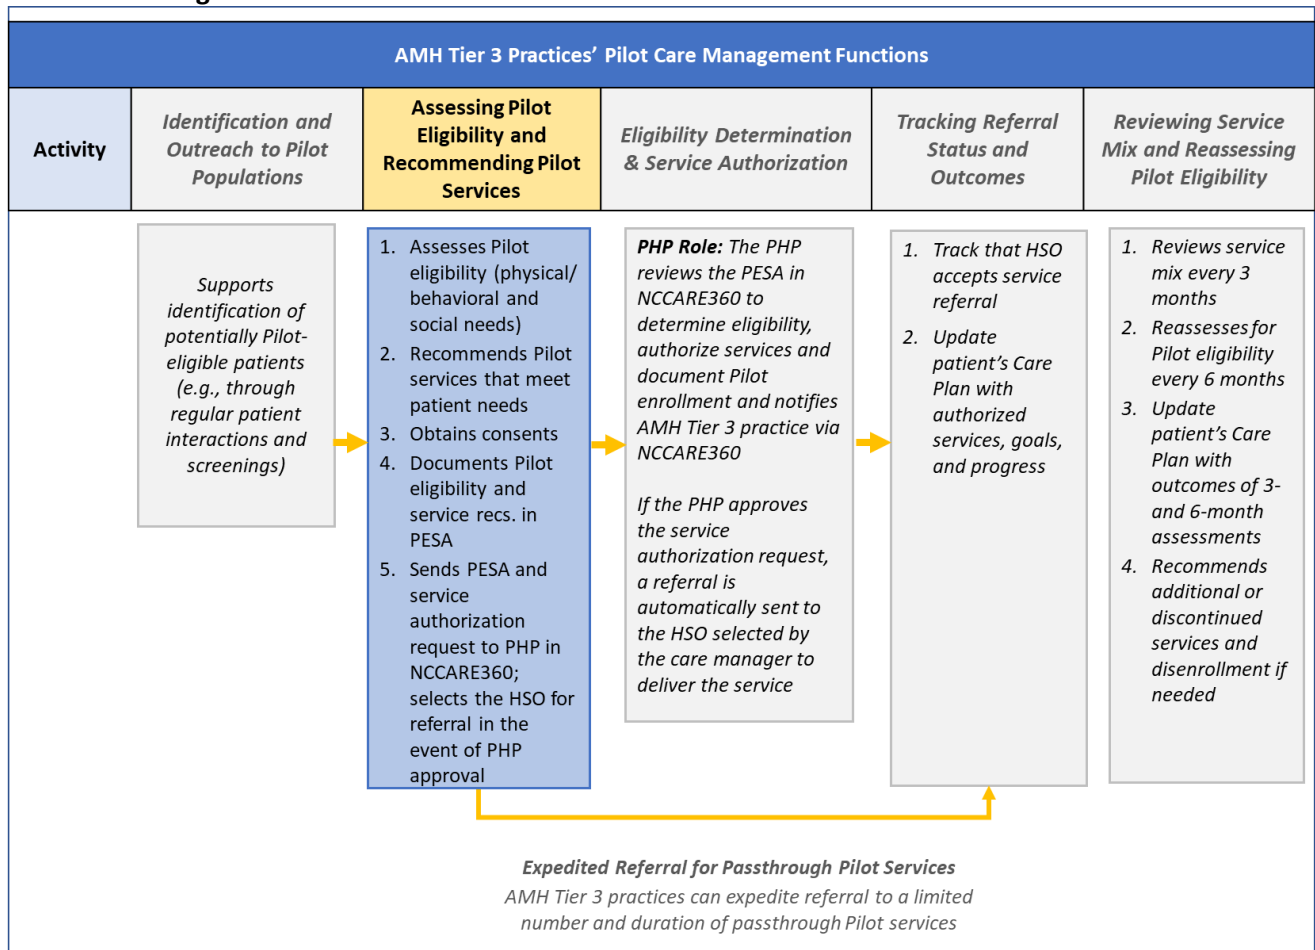 AMH Tier 3 Practices' Pilot Care Management Functions
Activity
Identification and
Outreach to Pilot
Populations
Assessing Pilot
Eligibility and
Recommending Pilot
Services
Eligibility Determination
& Service Authorization
Tracking Referral
Status and
Outcomes
Reviewing Service
Mix and Reassessing
Pilot Eligibility
Supports
identification of
potentially Pilot-
eligible patients
(e.g., through
regular patient
interactions and
screenings)
1. Assesses Pilot
eligibility (physical/
behavioral and
social needs)
2. Recommends Pilot
services that meet
patient needs
3. Obtains consents
4. Documents Pilot
eligibility and
service recs. in
PESA
5. Sends PESA and
service
authorization
request to PHP in
NCCARE360;
selects the HSO for
referral in the
event of PHP
approval
PHP Role: The PHP
reviews the PESA in
NCCARE360 to
determine eligibility,
authorize services and
document Pilot
enrollment and notifies
AMH Tier 3 practice via
NCCARE360
If the PHP approves
the service
authorization request,
a referral is
automatically sent to
the HSO selected by
the care manager to
deliver the service
1. Track that HSO
accepts service
referral
2. Update
patient's Care
Plan with
authorized
services, goals,
and progress
1. Reviews service
mix every 3
months
2. Reassesses for
Pilot eligibility
every 6 months
3. Update
patient's Care
Plan with
outcomes of 3-
and 6-month
assessments
4. Recommends
additional or
discontinued
services and
disenrollment if
needed
Expedited Referral for Passthrough Pilot Services
AMH Tier 3 practices can expedite referral to a limited
number and duration of passthrough Pilot services